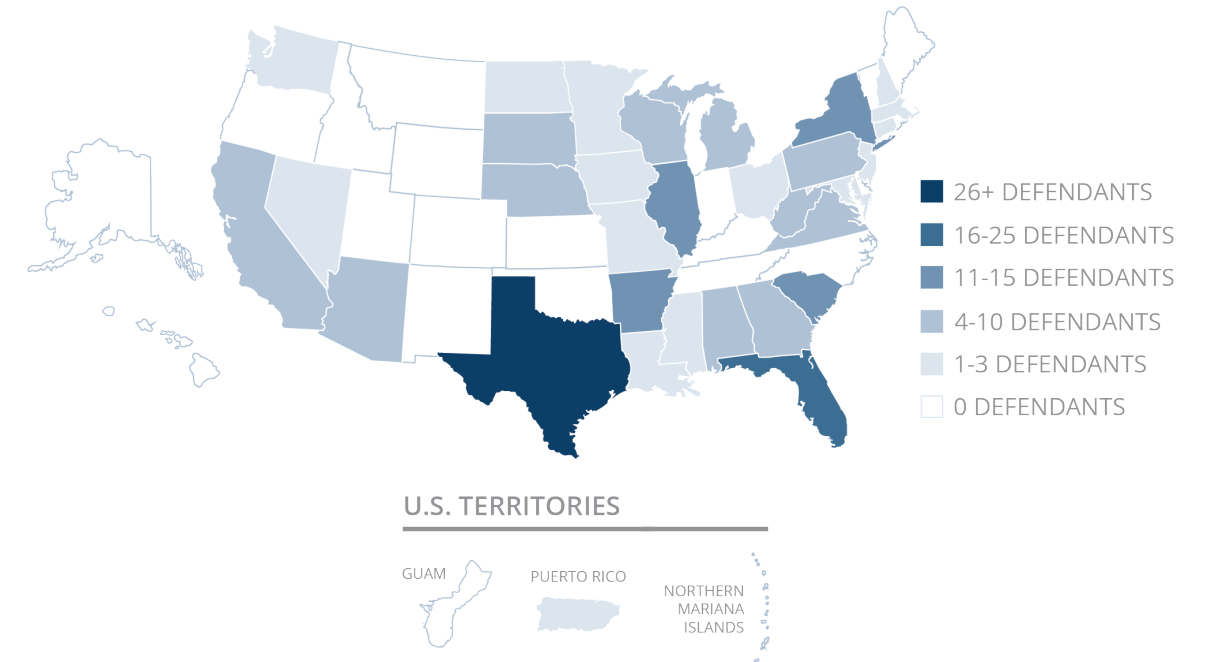 26+ DEFENDANTS
16-25 DEFENDANTS
11-15 DEFENDANTS
4-10 DEFENDANTS
1-3 DEFENDANTS
0 DEFENDANTS
U.S. TERRITORIES
GUAM
PUERTO RICO
NORTHERN
MARIANA
ISLANDS